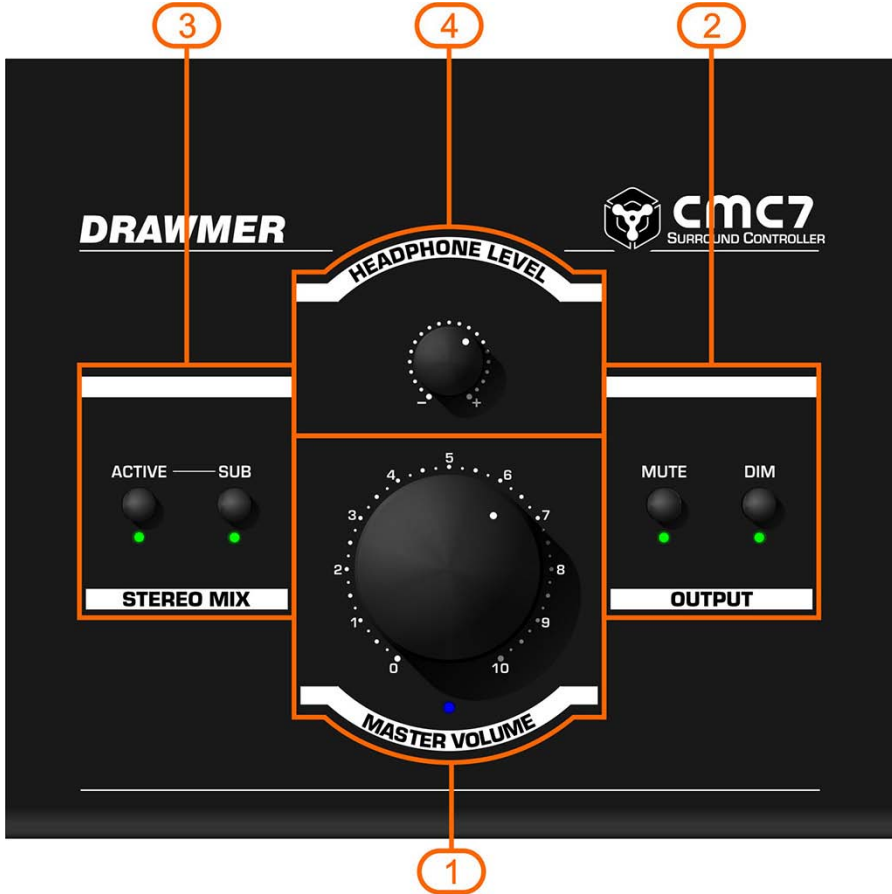 3
4
2
DRAWMER
CMC7
SURROUND CONTROLLER
HEADPHONE LEVEL
- +
ACTIVE SUB
STEREO MIX
MUTE DIM
OUTPUT
0 1 2 3 4 5 6 7 8 9 10
MASTER VOLUME
1